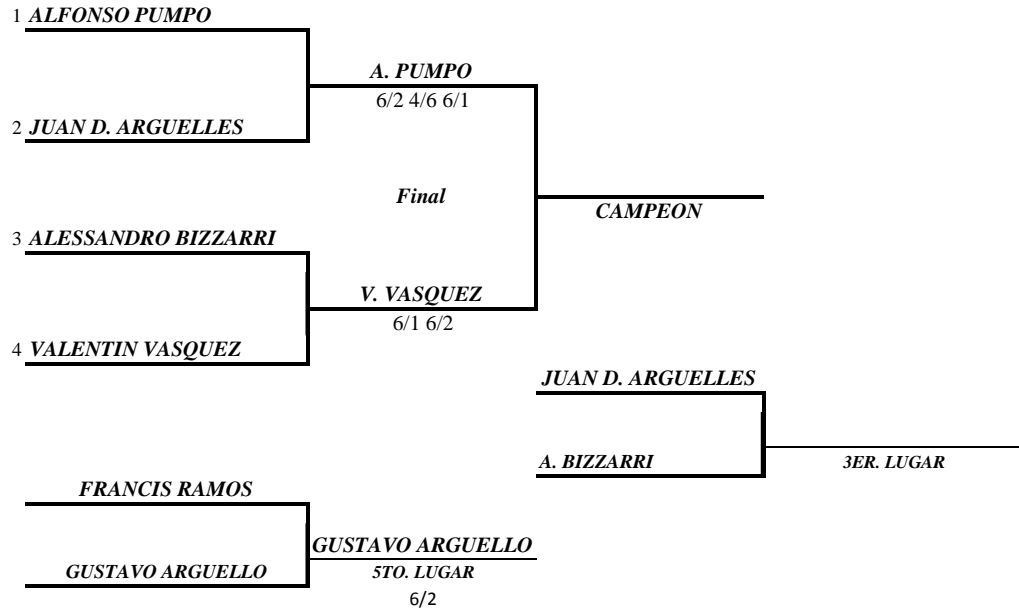 1 ALFONSO PUMPO
A. PUMPO
6/2 4/6 6/1
2 JUAN D. ARGUELLES
Final
CAMPEON
3 ALESSANDRO BIZZARRI
V. VASQUEZ
6/1 6/2
4 VALENTIN VASQUEZ
JUAN D. ARGUELLES
A. BIZZARRI
3ER. LUGAR
FRANCIS RAMOS
GUSTAVO ARGUELLO
5TO. LUGAR
GUSTAVO ARGUELLO
6/2